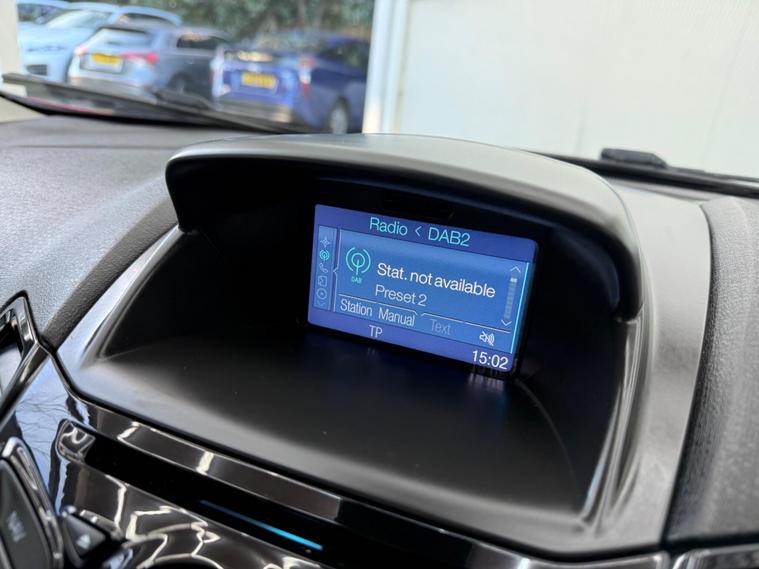 Radio < DAB2
DAB
Stat. not available
Preset 2
Station Manual Text
TP
15:02